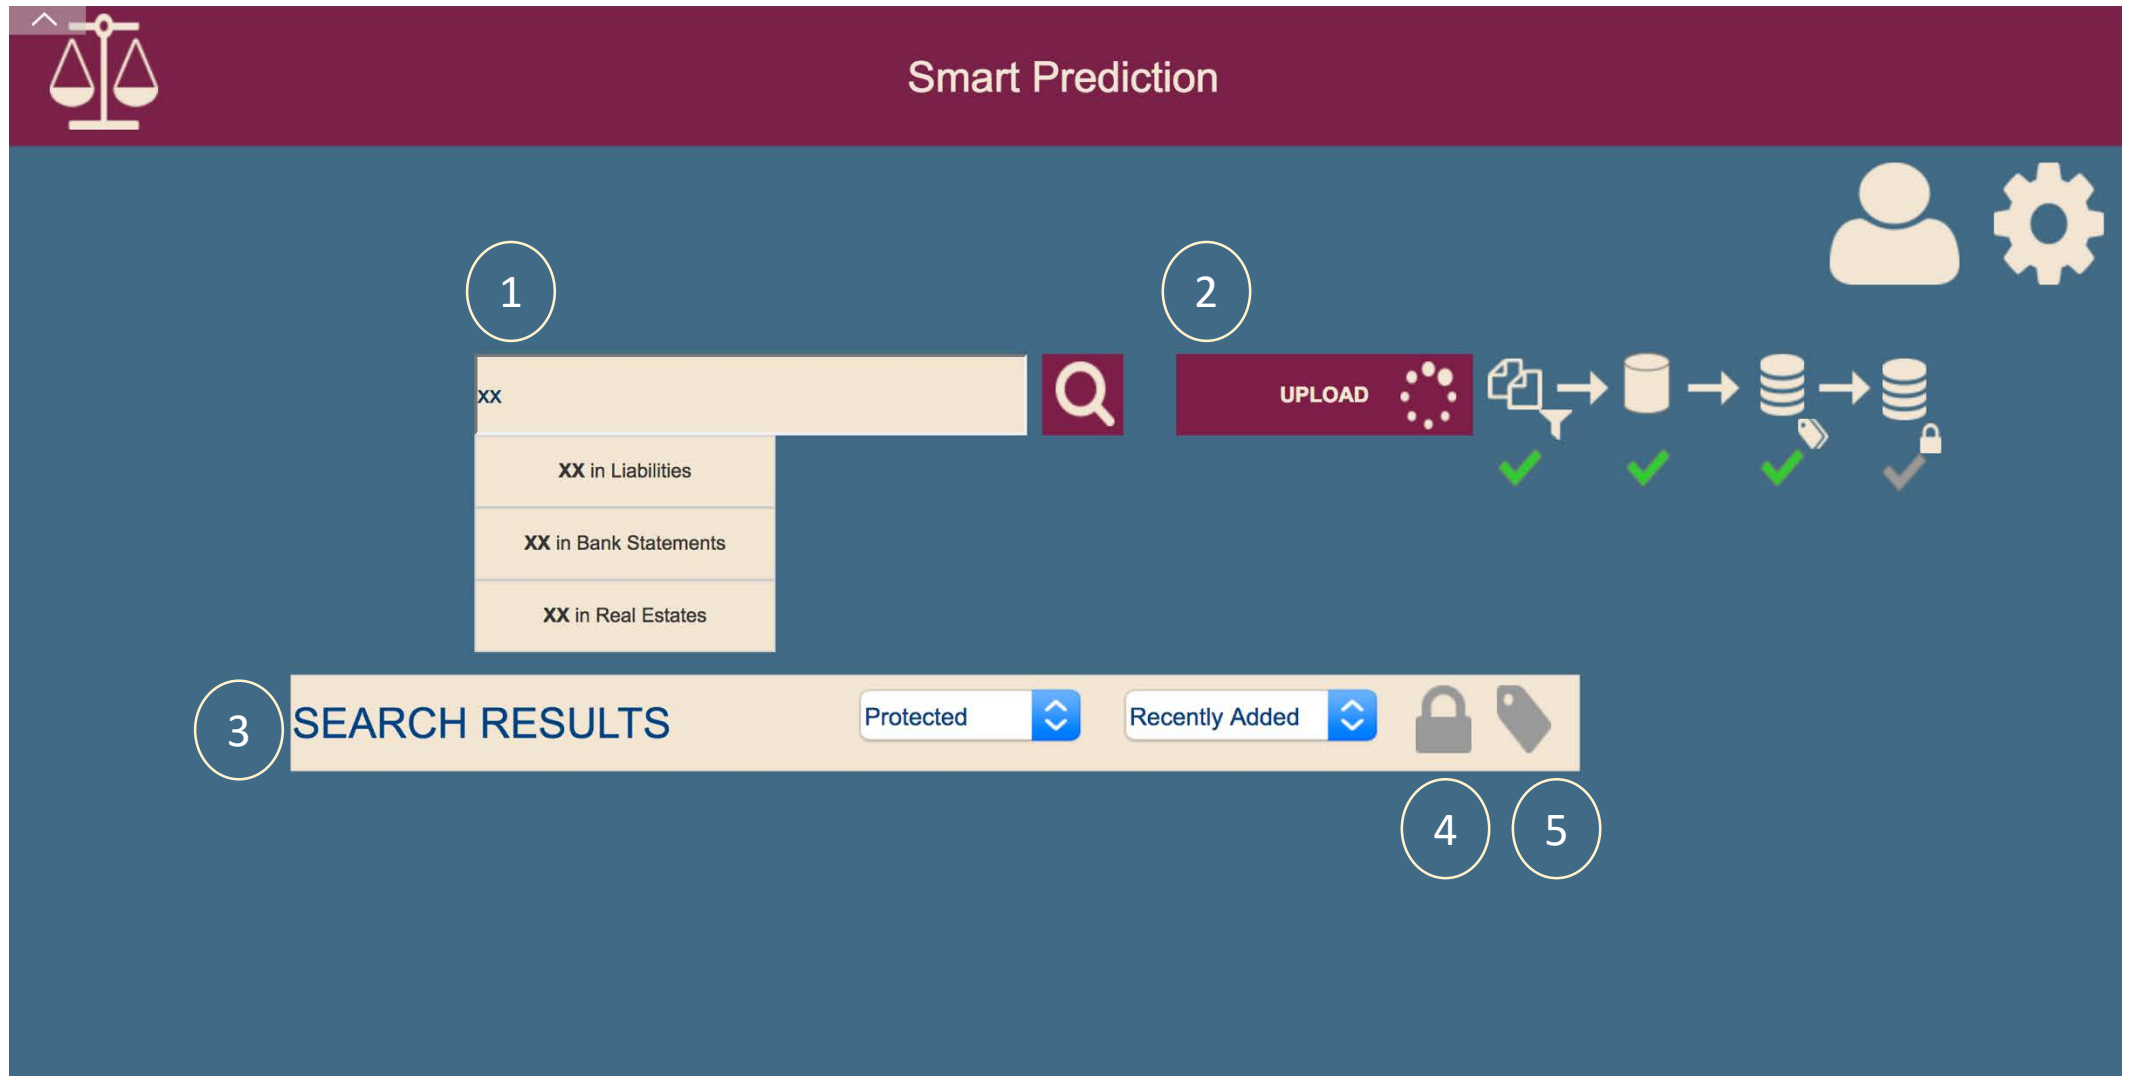 Smart Prediction
1
2
xx
UPLOAD
XX in Liabilities
XX in Bank Statements
XX in Real Estates
3
SEARCH RESULTS
Protected
Recently Added
4
5